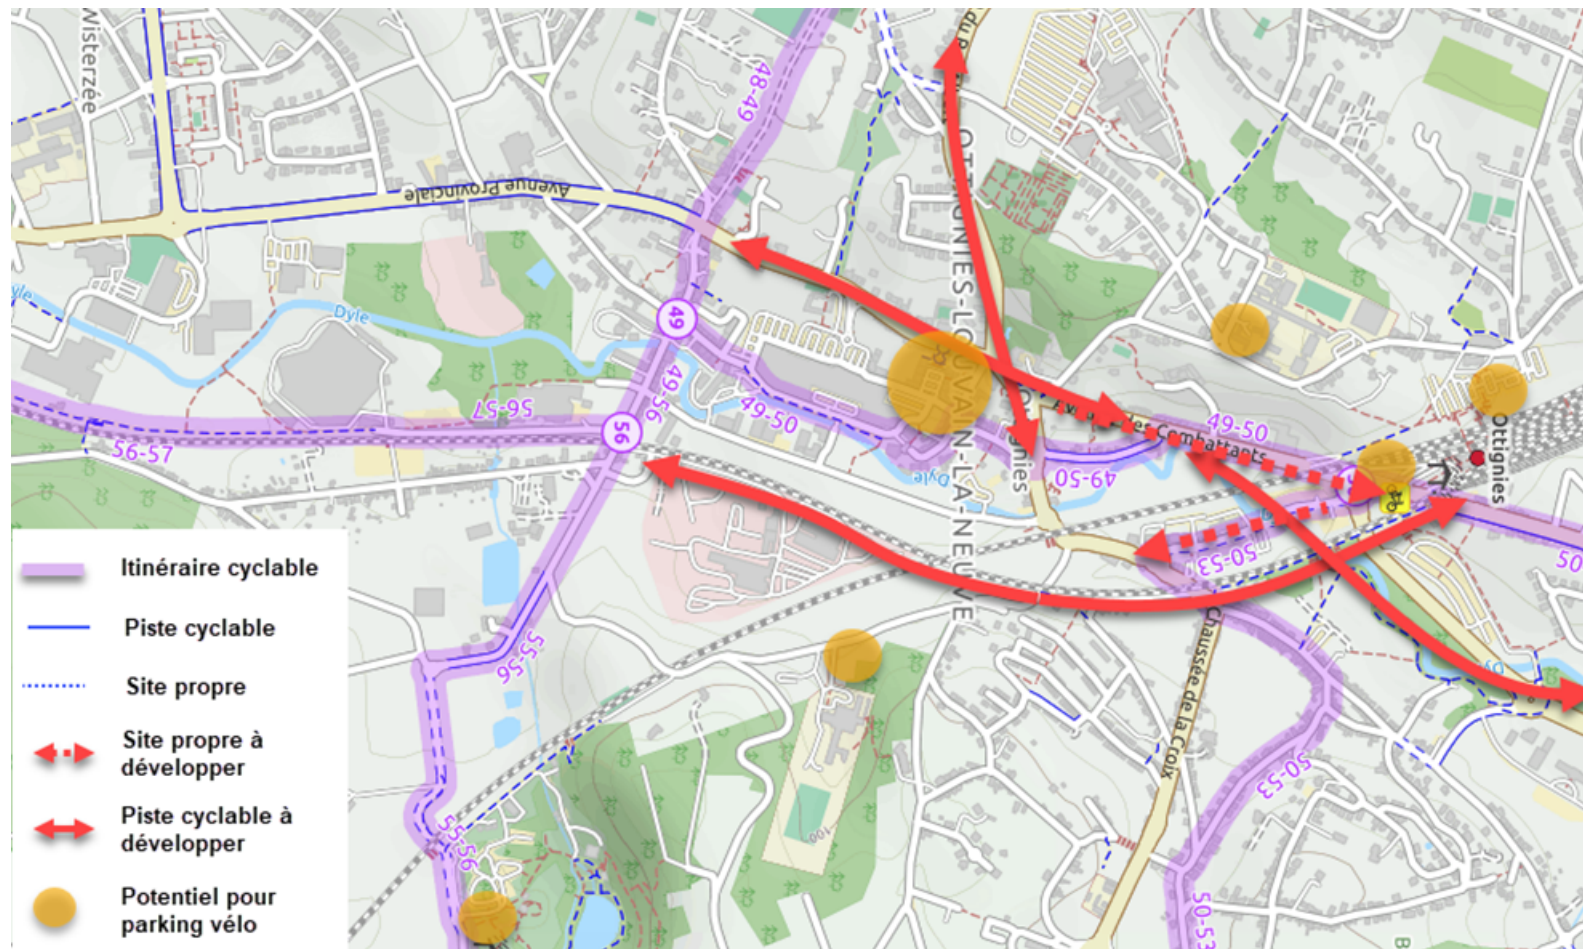 Wisterzée
48-49
du P
Avenue Provinciale
OTTIGNIES-LOUVAIN-LA-NEUVE
Dyle
49
49-56
56-57
49-50
56
56-57
Dyle
49-50
49-50
Ottignies
50-53
50
55-56
Chaussée de la Croix
50-53
55-56
100
50-53
Itinéraire cyclable
Piste cyclable
Site propre
Site propre à
développer
Piste cyclable à
développer
Potentiel pour
parking vélo